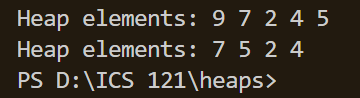 Heap elements: 9 7 2 4 5
Heap elements: 7 5 2 4
PS D:\ICS 121\heaps>